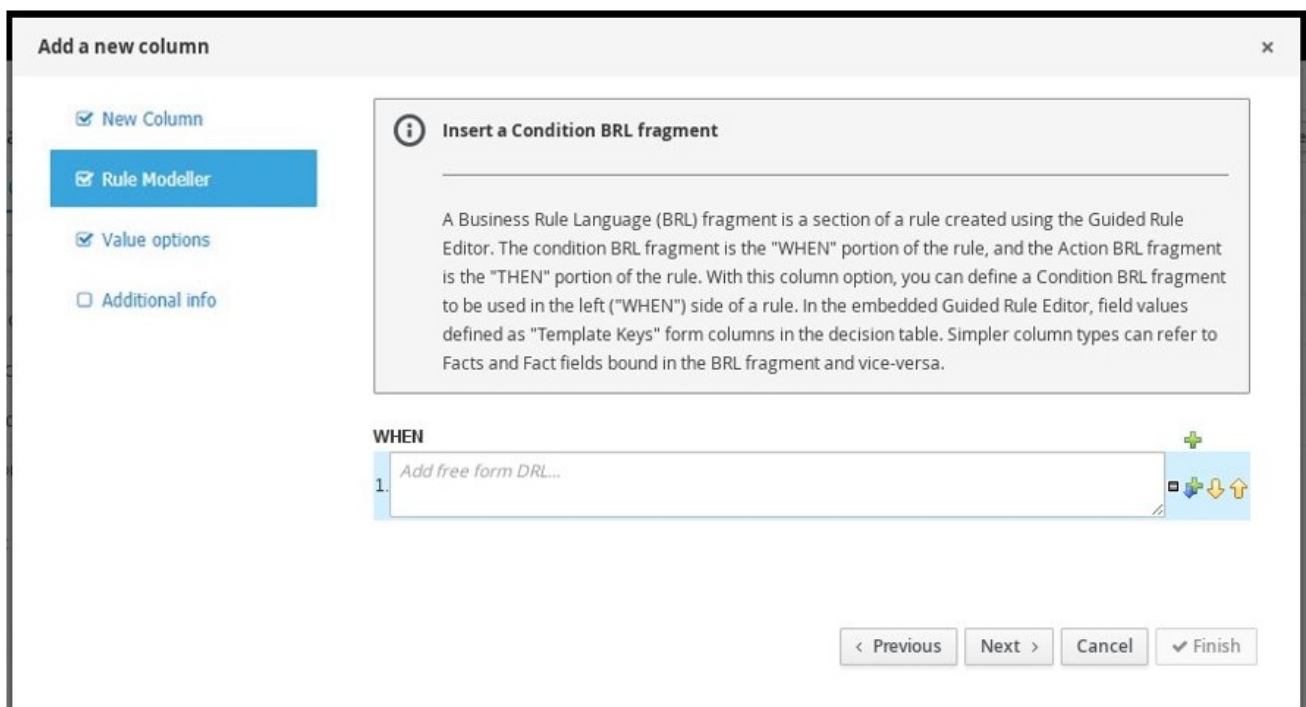 Add a new column
×
New Column
Rule Modeller
Value options
Additional info
Insert a Condition BRL fragment
A Business Rule Language (BRL) fragment is a section of a rule created using the Guided Rule
Editor. The condition BRL fragment is the "WHEN" portion of the rule, and the Action BRL fragment
is the "THEN" portion of the rule. With this column option, you can define a Condition BRL fragment
to be used in the left ("WHEN") side of a rule. In the embedded Guided Rule Editor, field values
defined as "Template Keys" form columns in the decision table. Simpler column types can refer to
Facts and Fact fields bound in the BRL fragment and vice-versa.
WHEN
1. Add free form DRL...
< Previous Next > Cancel ✔ Finish